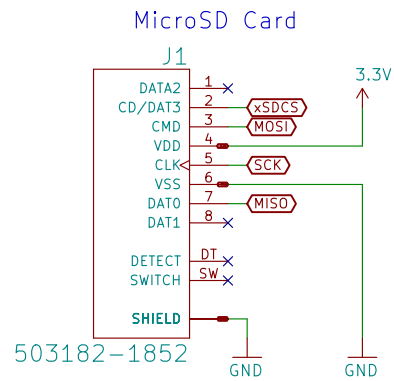 MicroSD Card
J1
3.3V
DATA2 1
CD/DAT3 2 xSDCS
CMD 3 MOSI
VDD 4
CLK 5 SCK
VSS 6
DAT0 7 MISO
DAT1 8
DETECT DT
SWITCH SW
SHIELD
503182-1852
GND GND